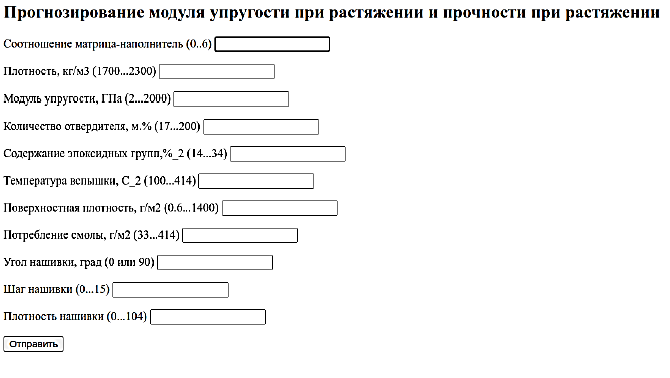 Прогнозирование модуля упругости при растяжении и прочности при растяжении
Соотношение матрица-наполнитель (0..6)
Плотность, кг/м3 (1700...2300)
Модуль упругости, ГПа (2...2000)
Количество отвердителя, м.% (17...200)
Содержание эпоксидных групп,%_2 (14...34)
Температура вспышки, С_2 (100...414)
Поверхностная плотность, г/м2 (0.6...1400)
Потребление смолы, г/м2 (33...414)
Угол нашивки, град (0 или 90)
Шаг нашивки (0...15)
Плотность нашивки (0...104)
Отправить